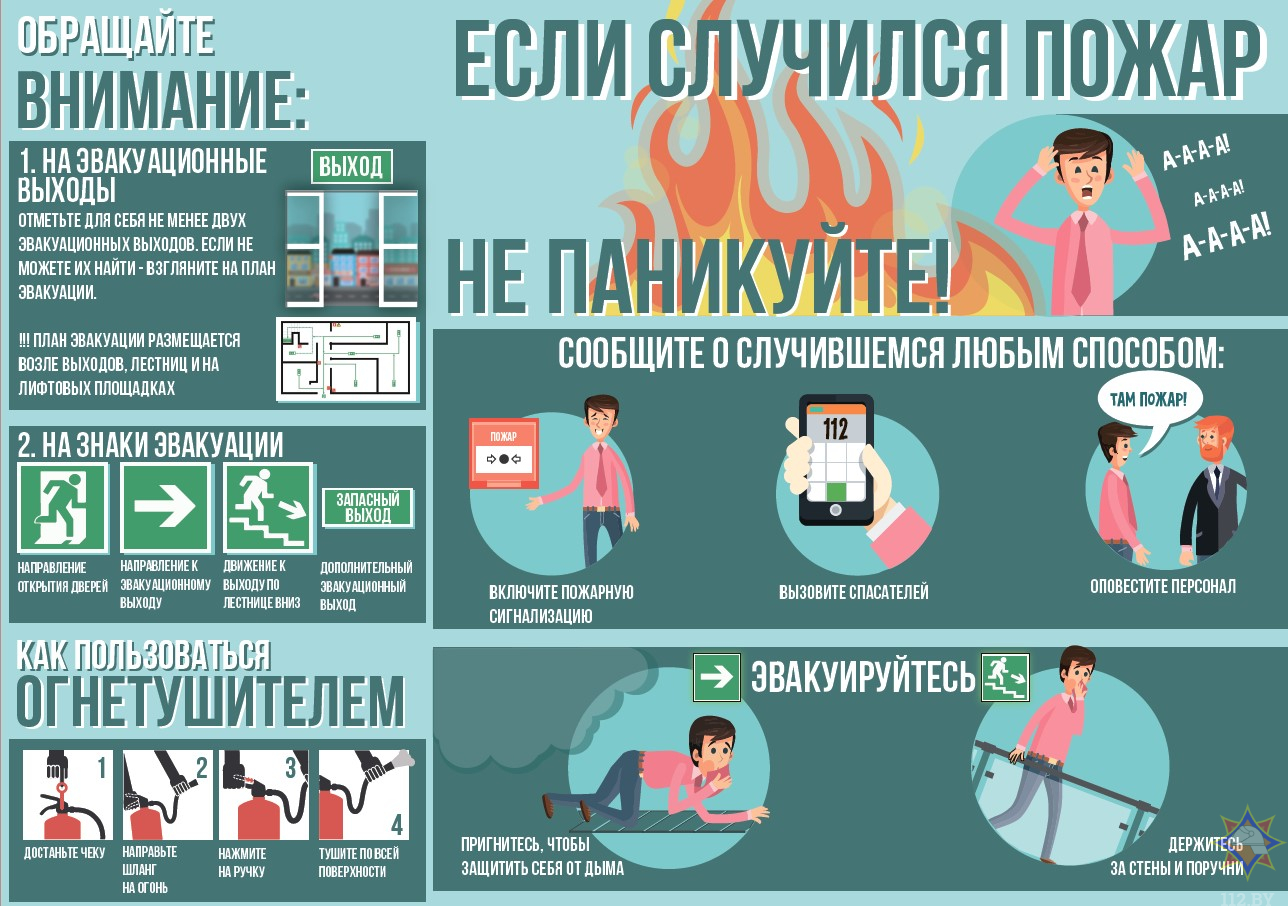 ОБРАЩАЙТЕ
ВНИМАНИЕ:
1. НА ЭВАКУАЦИОННЫЕ
ВЫХОДЫ
ВЫХОД
ОТМЕТЬТЕ ДЛЯ СЕБЯ НЕ МЕНЕЕ ДВУХ
ЭВАКУАЦИОННЫХ ВЫХОДОВ. ЕСЛИ НЕ
МОЖЕТЕ ИХ НАЙТИ - ВЗГЛЯНИТЕ НА ПЛАН
ЭВАКУАЦИИ.
!!! ПЛАН ЭВАКУАЦИИ РАЗМЕЩАЕТСЯ
ВОЗЛЕ ВЫХОДОВ, ЛЕСТНИЦ И НА
ЛИФТОВЫХ ПЛОЩАДКАХ
2. НА ЗНАКИ ЭВАКУАЦИИ
ЗАПАСНЫЙ
ВЫХОД
НАПРАВЛЕНИЕ
ОТКРЫТИЯ ДВЕРЕЙ
НАПРАВЛЕНИЕ К
ЭВАКУАЦИОННОМУ
ВЫХОДУ
ДВИЖЕНИЕ К
ВЫХОДУ ПО
ЛЕСТНИЦЕ ВНИЗ
ДОПОЛНИТЕЛЬНЫЙ
ЭВАКУАЦИОННЫЙ
ВЫХОД
КАК ПОЛЬЗОВАТЬСЯ
ОГНЕТУШИТЕЛЕМ
1
ДОСТАНЬТЕ ЧЕКУ
2
НАПРАВЬТЕ
ШЛАНГ
НА ОГОНЬ
3
НАЖМИТЕ
НА РУЧКУ
4
ТУШИТЕ ПО ВСЕЙ
ПОВЕРХНОСТИ
ЕСЛИ СЛУЧИЛСЯ ПОЖАР
НЕ ПАНИКУЙТЕ!
А-А-А-А!
А-А-А-А!
А-А-А-А!
СООБЩИТЕ О СЛУЧИВШЕМСЯ ЛЮБЫМ СПОСОБОМ:
ПОЖАР
ВКЛЮЧИТЕ ПОЖАРНУЮ
СИГНАЛИЗАЦИЮ
112
ВЫЗОВИТЕ СПАСАТЕЛЕЙ
ТАМ ПОЖАР!
ОПОВЕСТИТЕ ПЕРСОНАЛ
ЭВАКУИРУЙТЕСЬ
ПРИГНИТЕСЬ, ЧТОБЫ
ЗАЩИТИТЬ СЕБЯ ОТ ДЫМА
ДЕРЖИТЕСЬ
ЗА СТЕНЫ И ПОРУЧНИ
112.BY